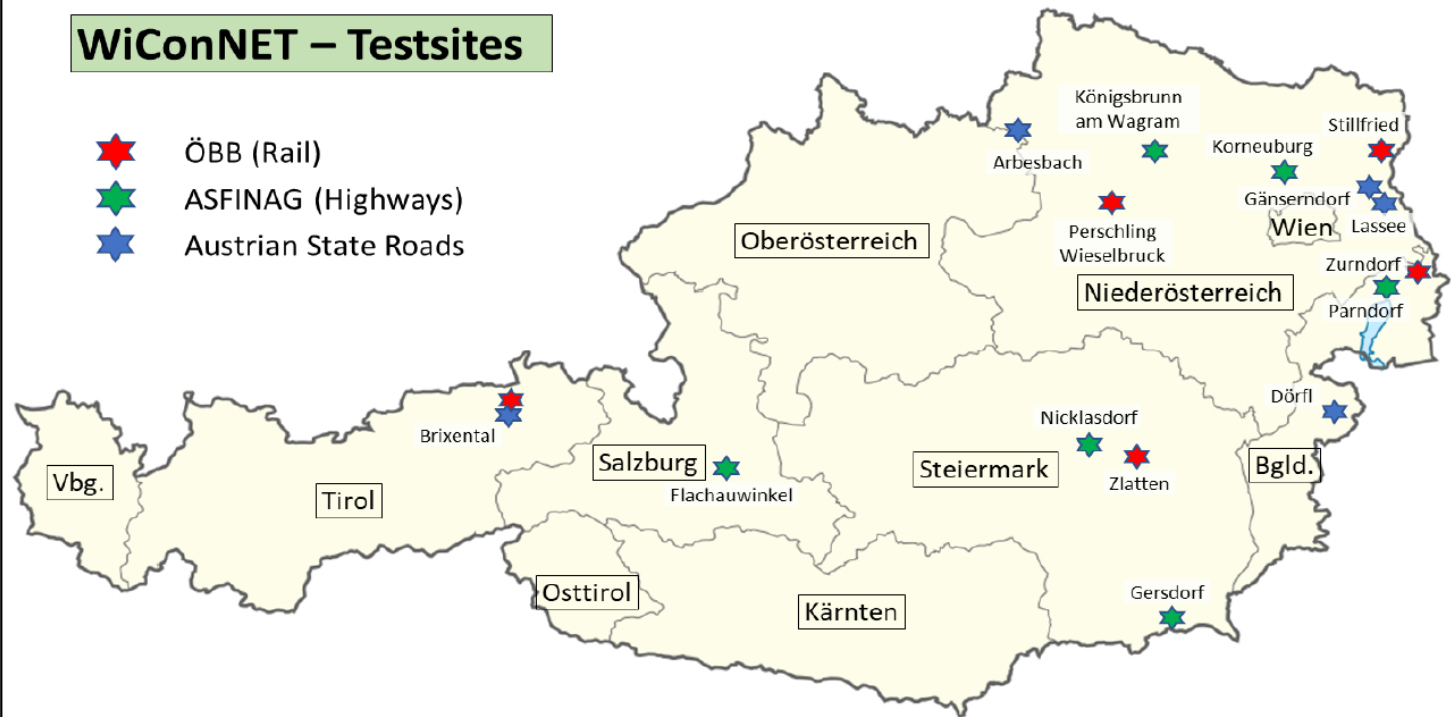 WiConNET – Testsites
ÖBB (Rail)
ASFINAG (Highways)
Austrian State Roads
Königsbrunn
am Wagram
Arbesbach
Korneuburg
Stillfried
Gänserndorf
Lassee
Wien
Perschling
Wieselbruck
Oberösterreich
Niederösterreich
Zurndorf
Parndorf
Dörfl
Brixental
Nicklasdorf
Zlatten
Vbg.
Tirol
Salzburg
Flachauwinkel
Steiermark
Bgld.
Osttirol
Kärnten
Gersdorf